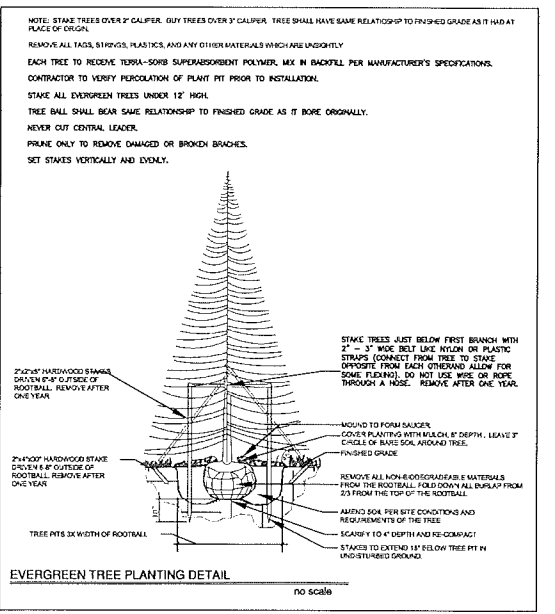 NOTE: STAKE TREES OVER 2" CALIPER. GUY TREES OVER 3" CALIPER. TREE SHALL HAVE SAME RELATIOSHIP TO FINISHED GRADE AS IT HAD AT
PLACE OF ORIGIN.
REMOVE ALL TAGS, STRINGS, PLASTICS, AND ANY OTHER MATERIALS WHICH ARE UNSIGHTLY
EACH TREE TO RECEIVE TERRA-SORB SUPERABSORBENT POLYMER. MIX IN BACKFILL PER MANUFACTURER'S SPECIFICATIONS.
CONTRACTOR TO VERIFY PERCOLATION OF PLANT PIT PRIOR TO INSTALLATION.
STAKE ALL EVERGREEN TREES UNDER 12' HIGH.
TREE BALL SHALL BEAR SAME RELATIONSHIP TO FINISHED GRADE AS IT BORE ORIGINALLY.
NEVER CUT CENTRAL LEADER.
PRUNE ONLY TO REMOVE DAMAGED OR BROKEN BRACHES.
SET STAKES VERTICALLY AND EVENLY.
STAKE TREES JUST BELOW FIRST BRANCH WITH
2" - 3" WIDE BELT LIKE NYLON OR PLASTIC
STRAPS (CONNECT FROM TREE TO STAKE
OPPOSITE FROM EACH OTHERAND ALLOW FOR
SOME FLEXING). DO NOT USE WIRE OR ROPE
THROUGH A HOSE. REMOVE AFTER ONE YEAR.
HARDWOOD STAKES
DRIVEN 6"-8" OUTSIDE OF
ROOTBALL. REMOVE AFTER
ONE YEAR
MOUND TO FORM SAUCER
COVER PLANTING WITH MULCH, DEPTH. LEAVE 3"
CIRCLE OF BARE SOIL AROUND TREE.
FINISHED GRADE
HARDWOOD STAKE
DRIVEN 6-8" OUTSIDE OF
ROOTBALL. REMOVE AFTER
ONE YEAR
REMOVE ALL NON-BIODEGRADEABLE MATERIALS
FROM THE ROOTBALL. FOLD DOWN ALL BURLAP FROM
2/3 FROM THE TOP OF THE ROOTBALL
AMEND SOIL PER SITE CONDITIONS AND
REQUIREMENTS OF THE TREE
SCARIFY TO 4" DEPTH AND RE-COMPACT
TREE PITS 3X WIDTH OF ROOTBALL
STAKES TO EXTEND 18" BELOW TREE PIT IN
UNDISTURBED GROUND.
EVERGREEN TREE PLANTING DETAIL
no scale